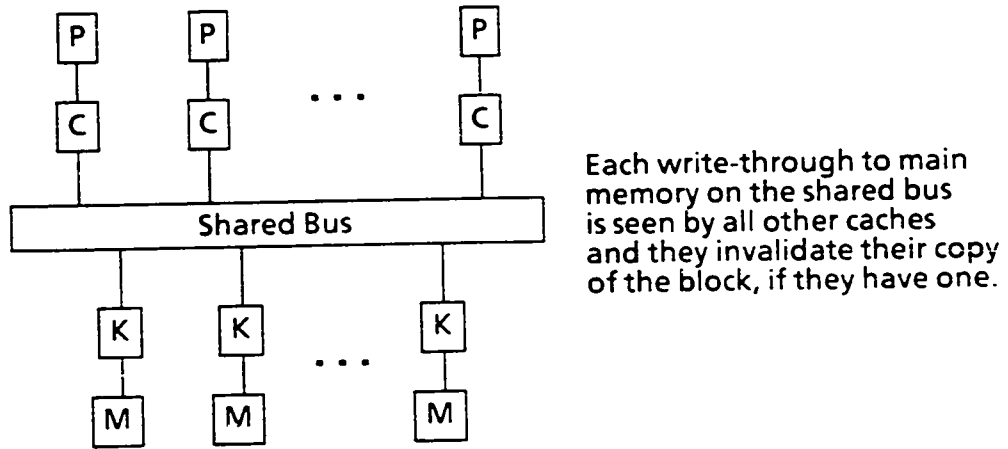 P P P
. . .
C C C
Shared Bus
Each write-through to main
memory on the shared bus
is seen by all other caches
and they invalidate their copy
of the block, if they have one.
K K K
. . .
M M M